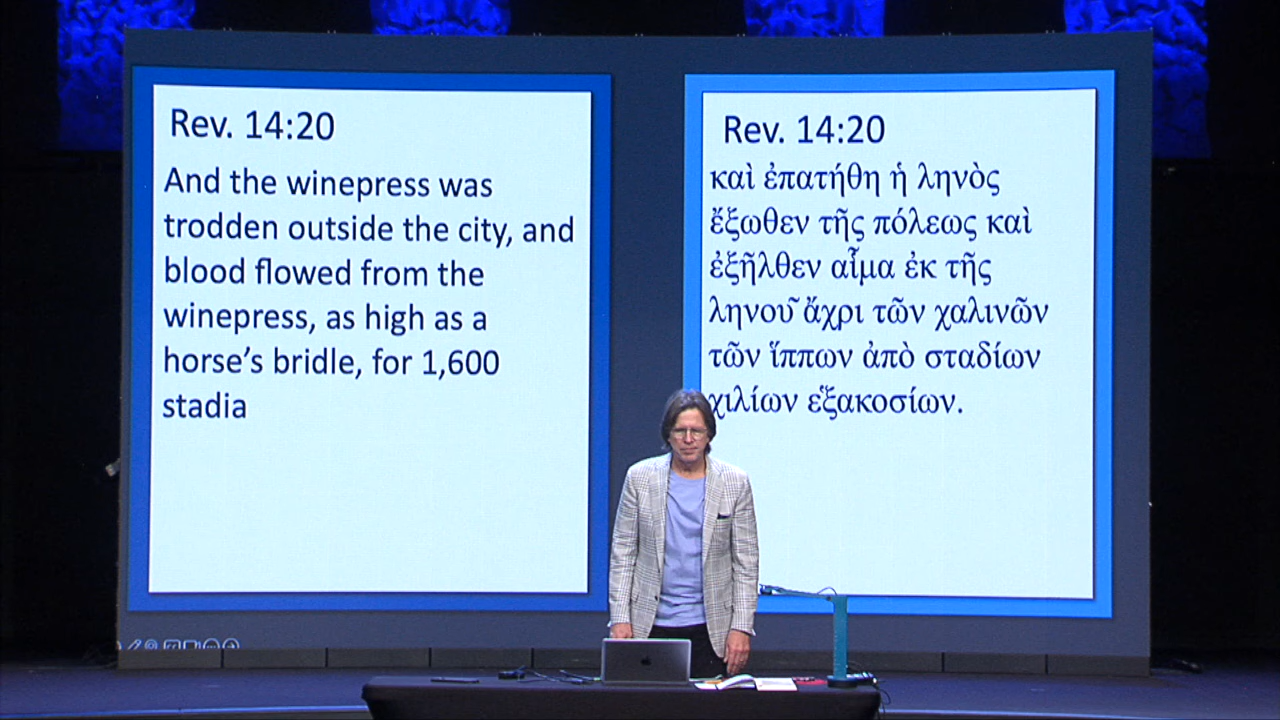 Rev. 14:20
And the winepress was
trodden outside the city, and
blood flowed from the
winepress, as high as a
horse’s bridle, for 1,600
stadia
Rev. 14:20
καὶ ἐπατήθη ἡ ληνὸς
ἔξωθεν τῆς πόλεως καὶ
ἐξῆλθεν αἷμα ἐκ τῆς
ληνοῦ ἄχρι τῶν χαλινῶν
τῶν ἵππων ἀπὸ σταδίων
χιλίων ἑξακοσίων.